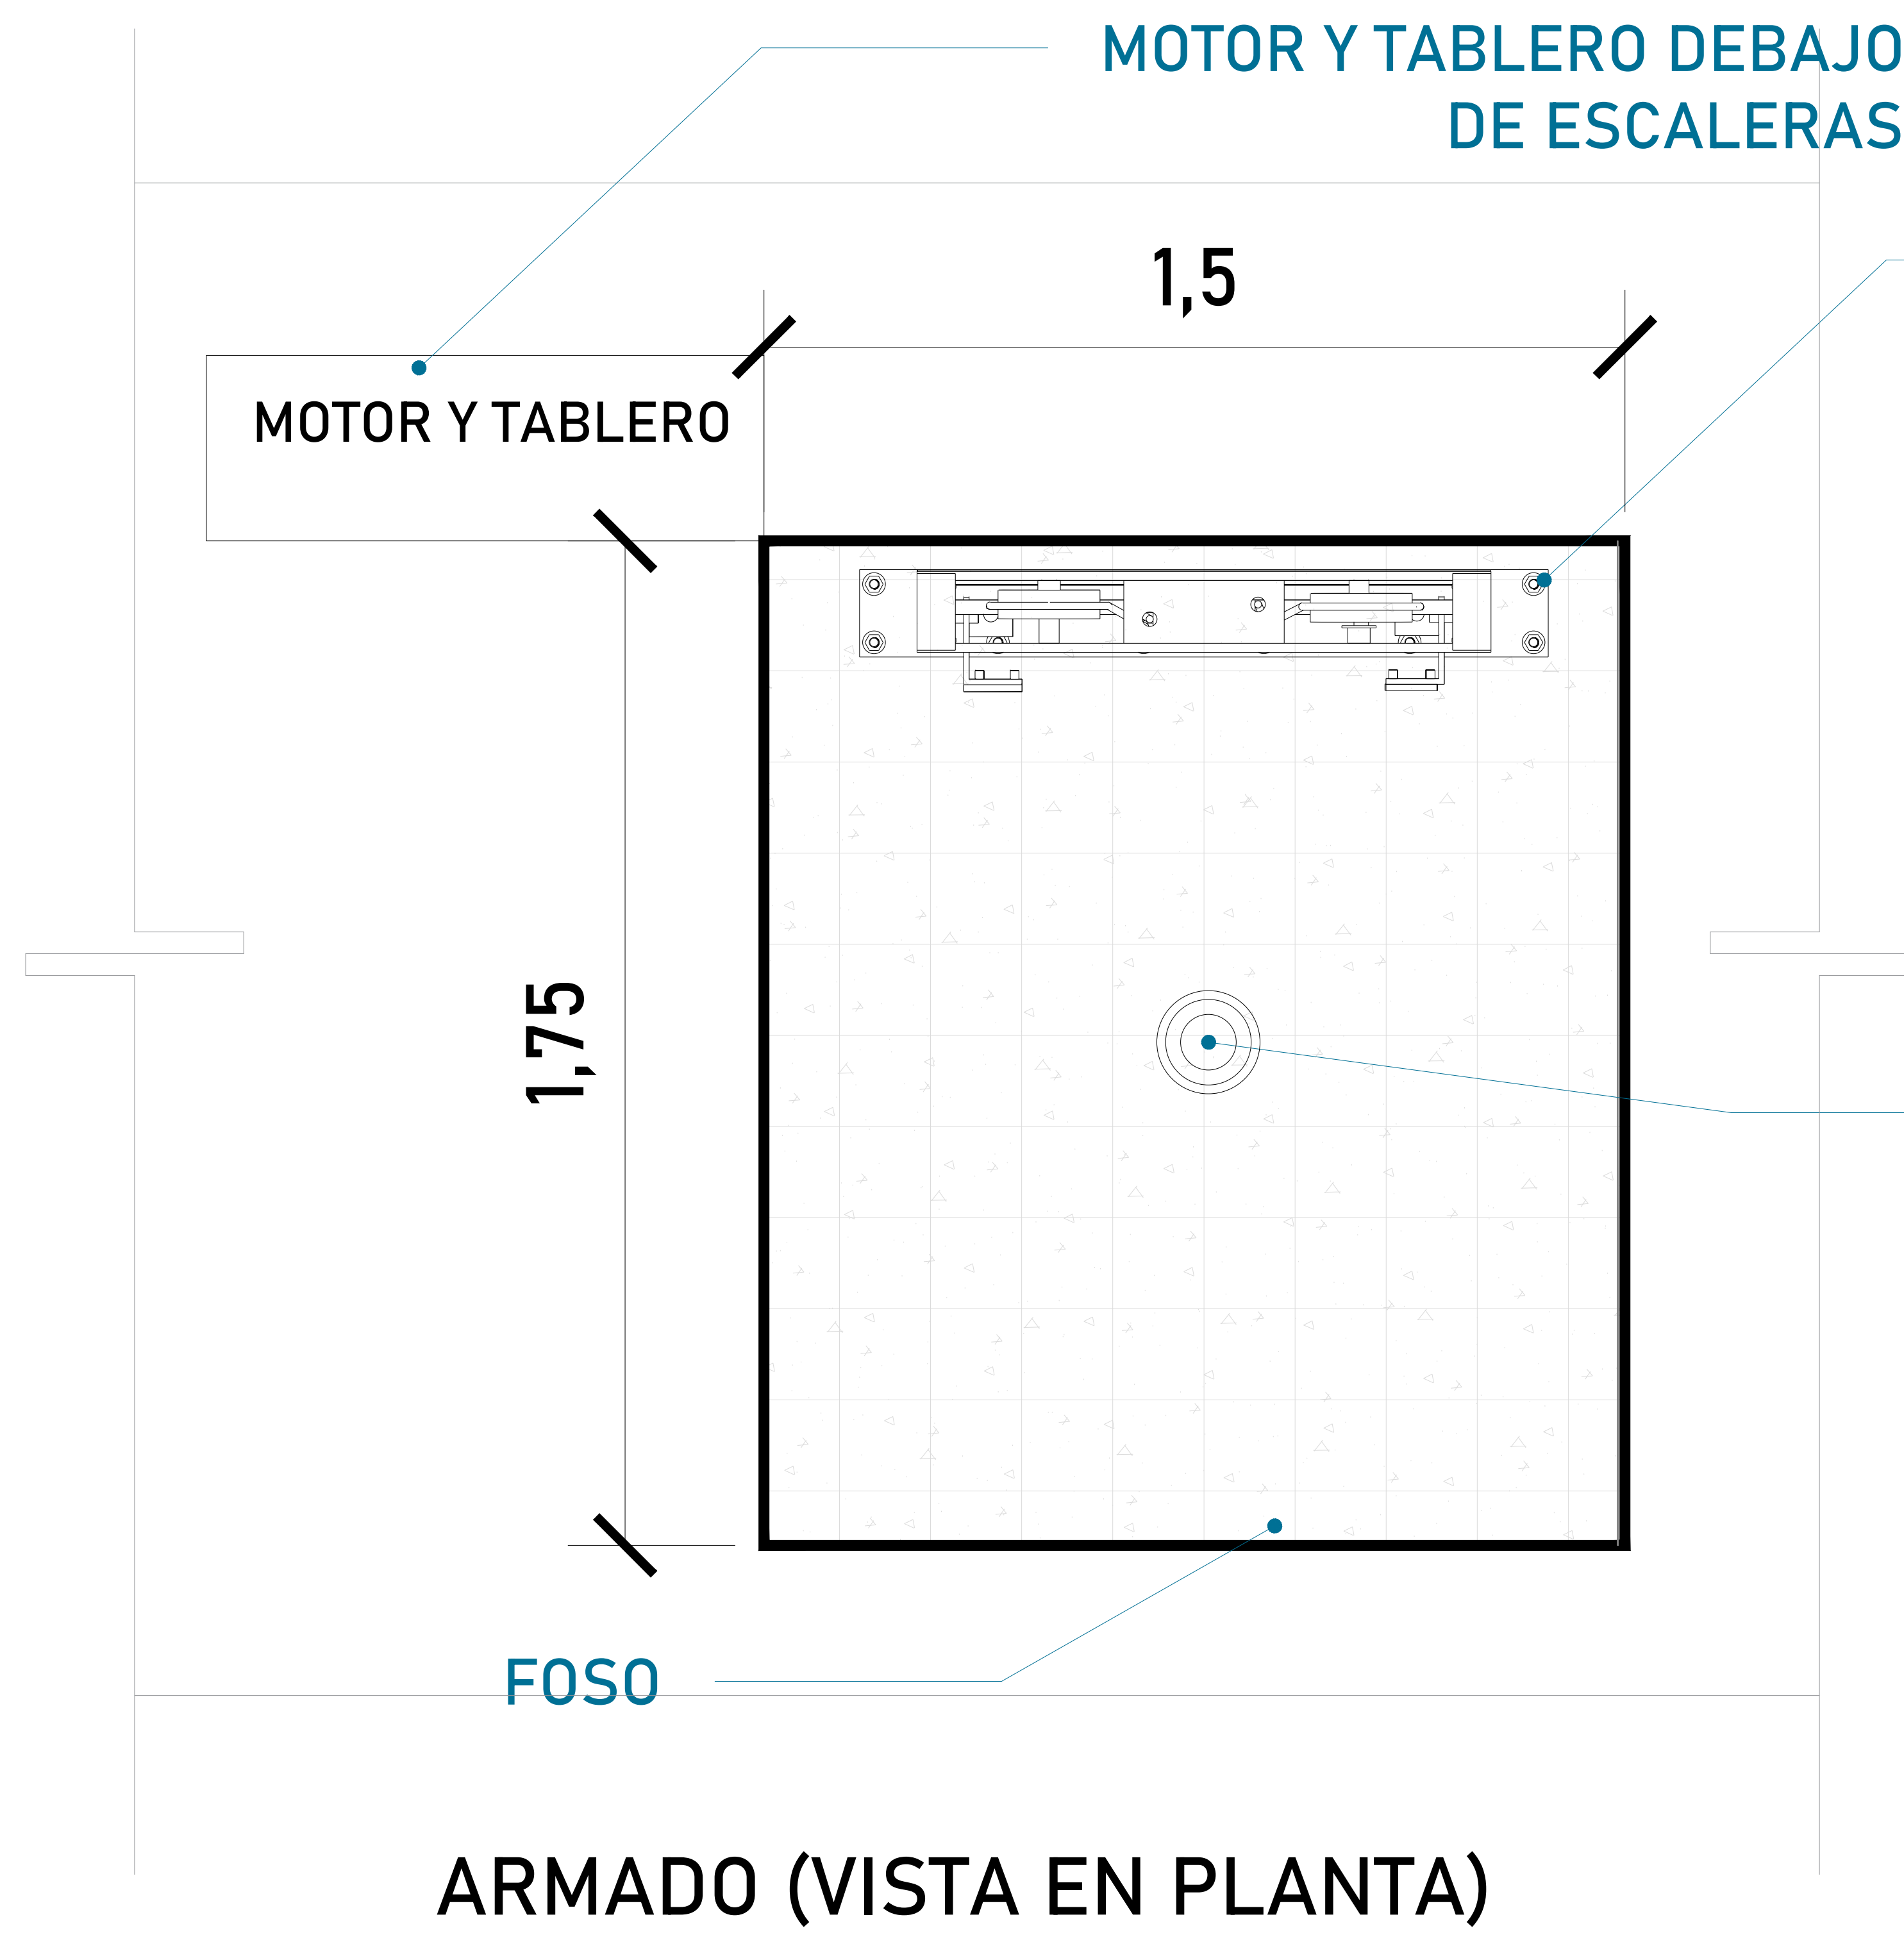 MOTOR Y TABLERO DEBAJO
DE ESCALERAS
1,5
MOTOR Y TABLERO
1,75
FOSO
ARMADO (VISTA EN PLANTA)